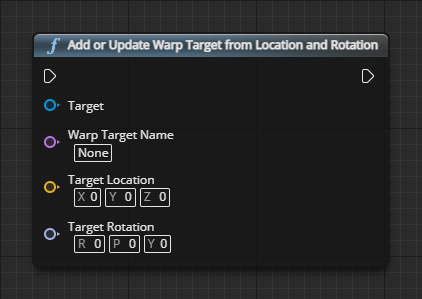 f Add or Update Warp Target from Location and Rotation
Target
Warp Target Name
None
Target Location
X 0 Y 0 Z 0
Target Rotation
R 0 P 0 Y 0